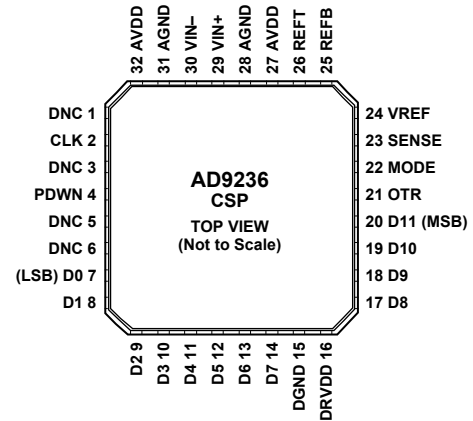 32 AVDD
31 AGND
30 VIN–
29 VIN+
28 AGND
27 AVDD
26 REFT
25 REFB
DNC 1
CLK 2
DNC 3
PDWN 4
DNC 5
DNC 6
(LSB) D0 7
D1 8
AD9236
CSP
TOP VIEW
(Not to Scale)
24 VREF
23 SENSE
22 MODE
21 OTR
20 D11 (MSB)
19 D10
18 D9
17 D8
D2 9
D3 10
D4 11
D5 12
D6 13
D7 14
DGND 15
DRVDD 16